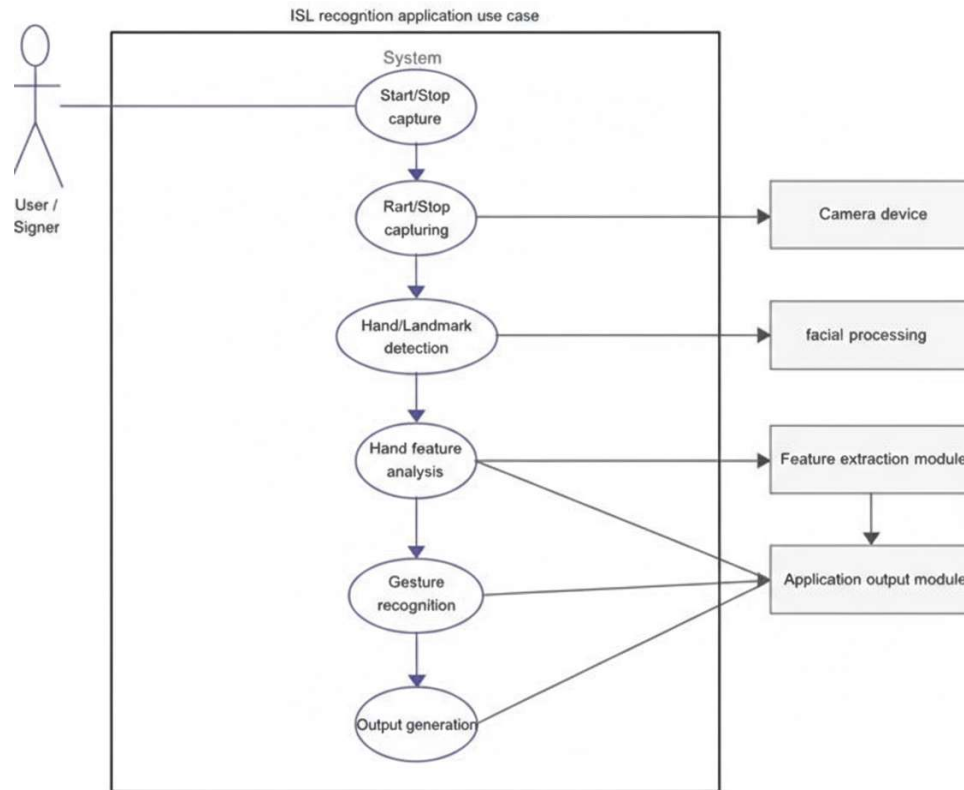 ISL recogntion application use case
System
Start/Stop
capture
User /
Signer
Rart/Stop
capturing
Camera device
Hand/Landmark
detection
facial processing
Hand feature
analysis
Feature extraction module
Gesture
recognition
Application output module
Output generation